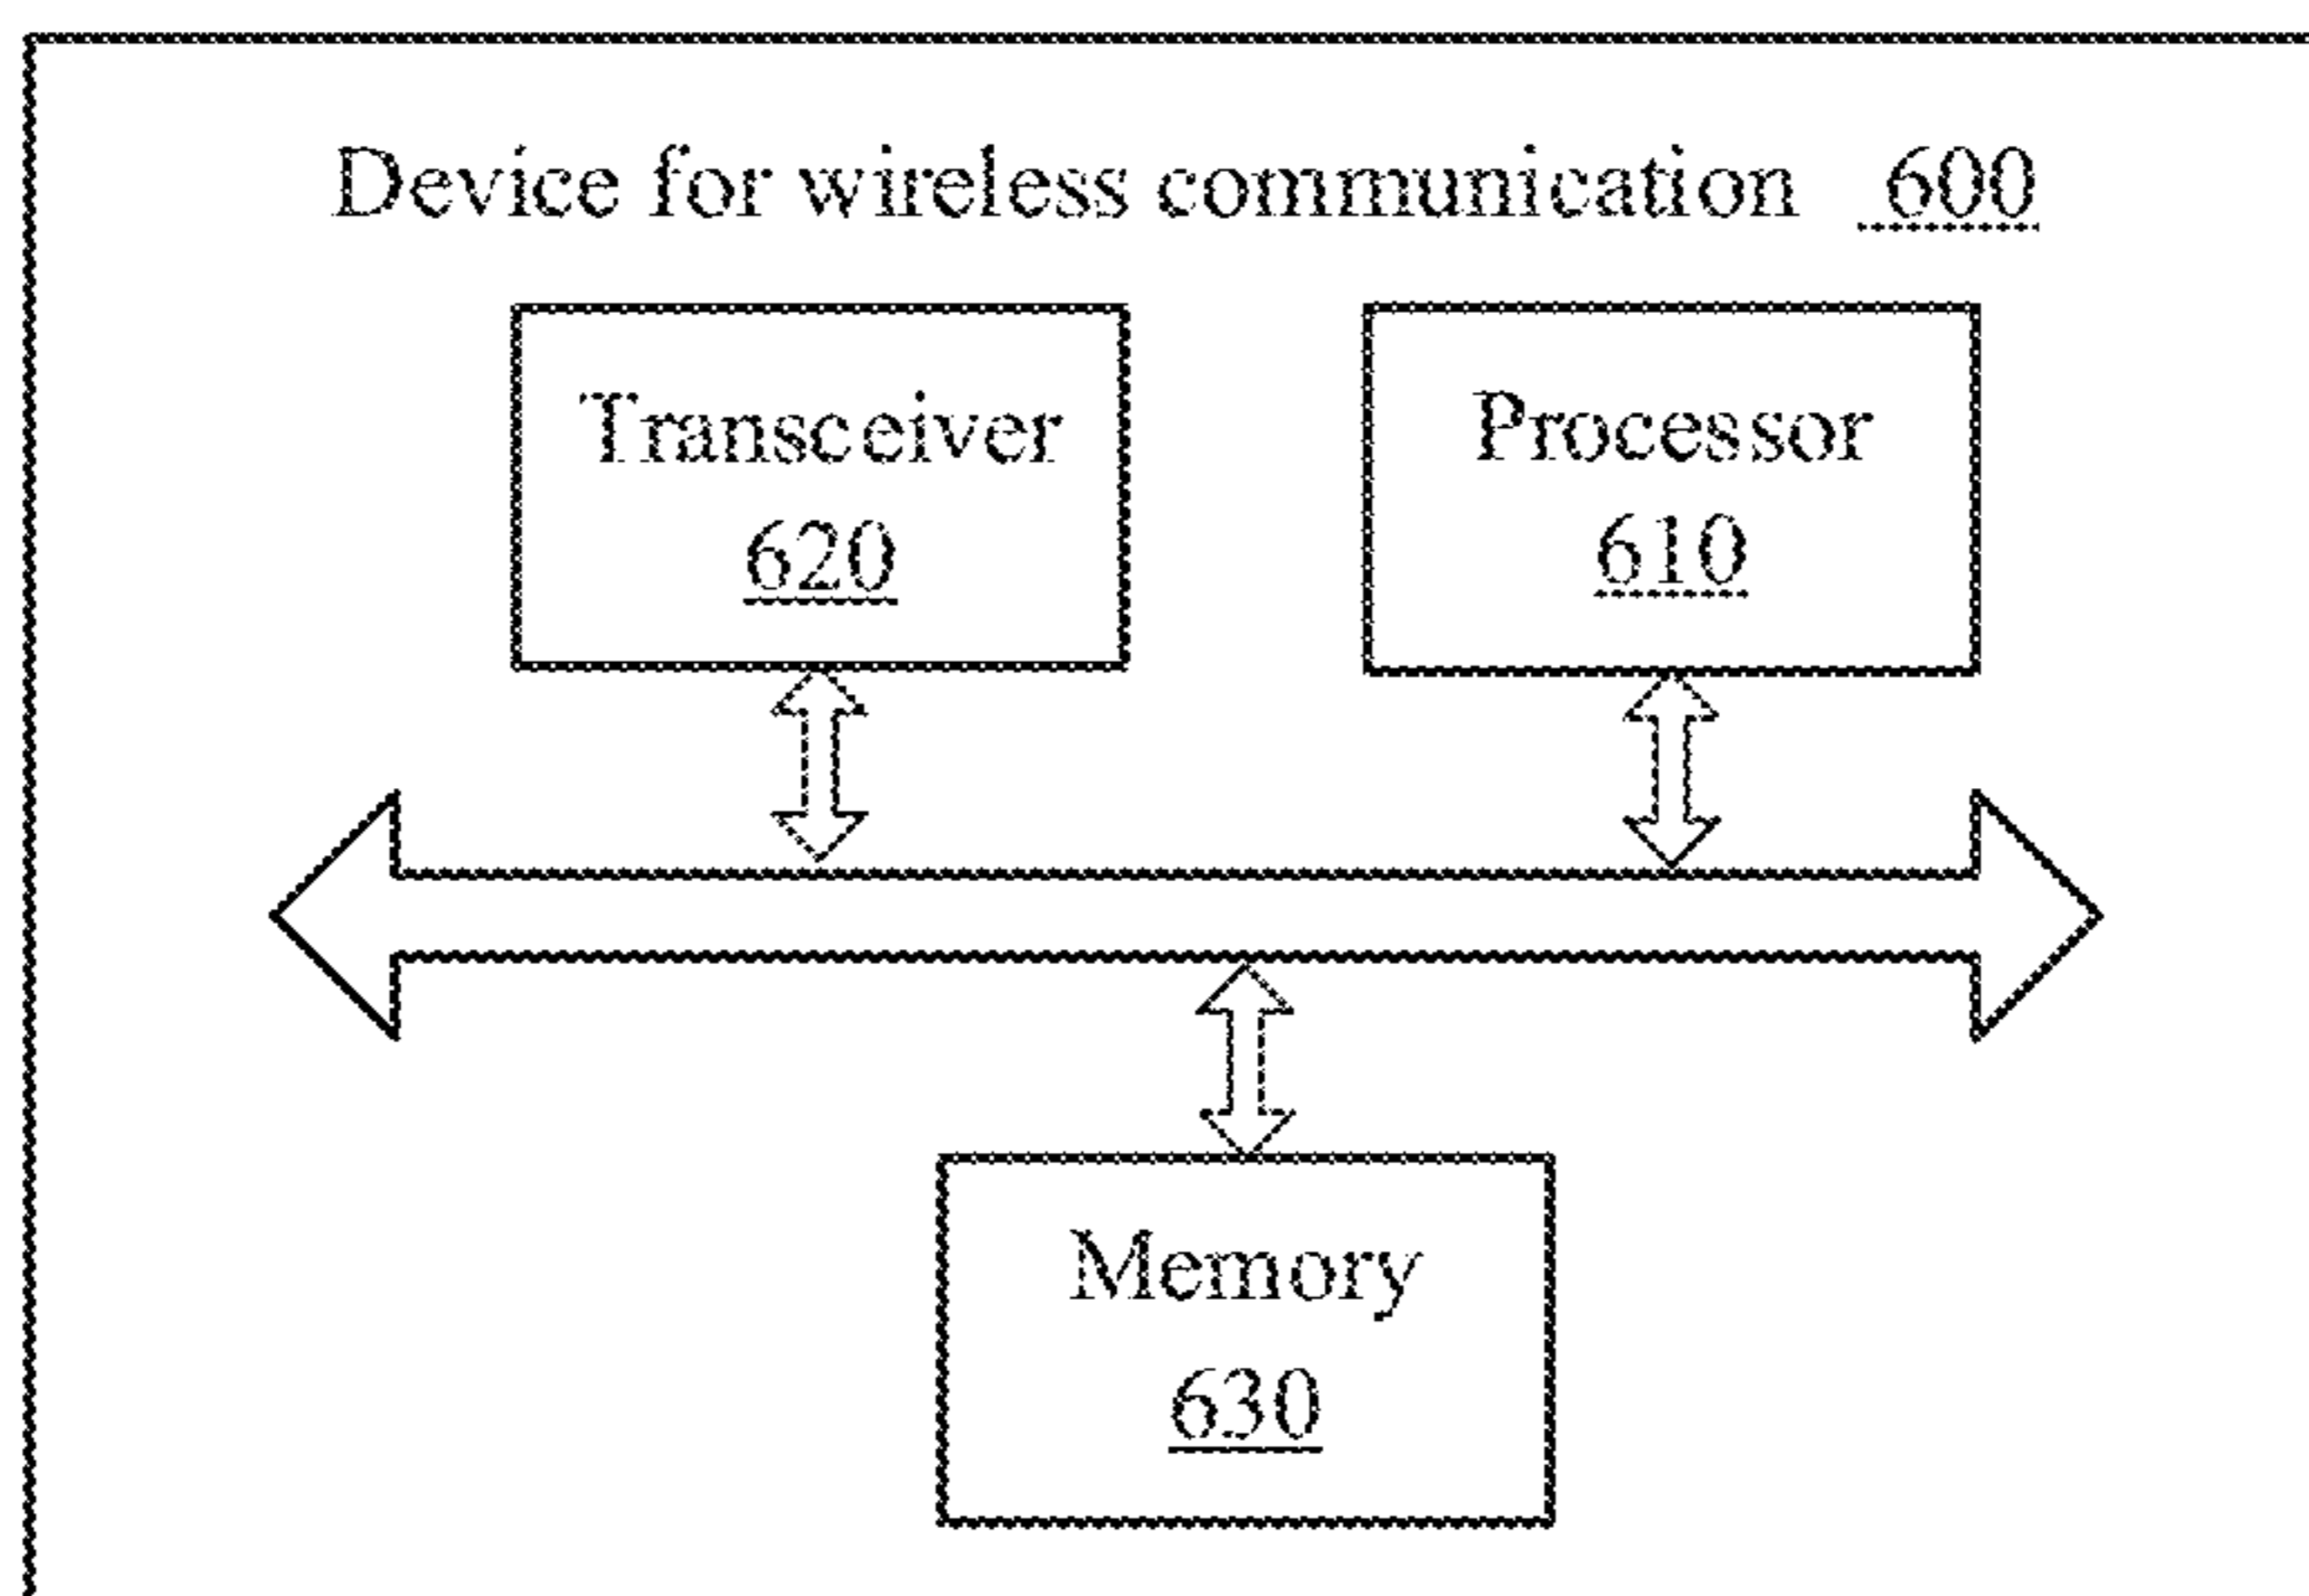 Device for wireless communication 600
Transceiver
620
Processor
610
Memory
630